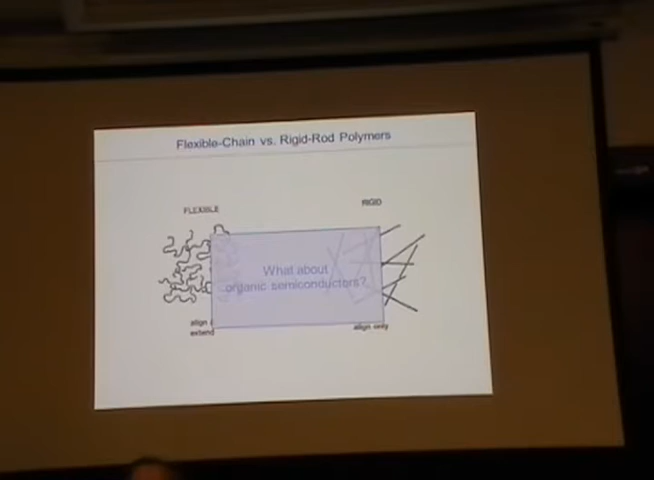 Flexible-Chain vs. Rigid-Rod Polymers
FLEXIBLE
RIGID
What about
organic semiconductors?
align
extend
align only